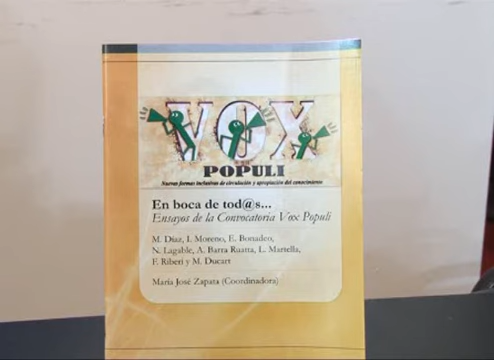 VOX
POPULI
Nuevas formas inclusivas de circulación y apropiación del conocimiento
En boca de tod@s...
Ensayos de la Convocatoria Vox Populi
M. Díaz, I. Moreno, E. Bonadeo,
N. Lagable, A. Barra Ruatta, L. Martella,
F. Riberi y M. Ducart
María José Zapata (Coordinadora)